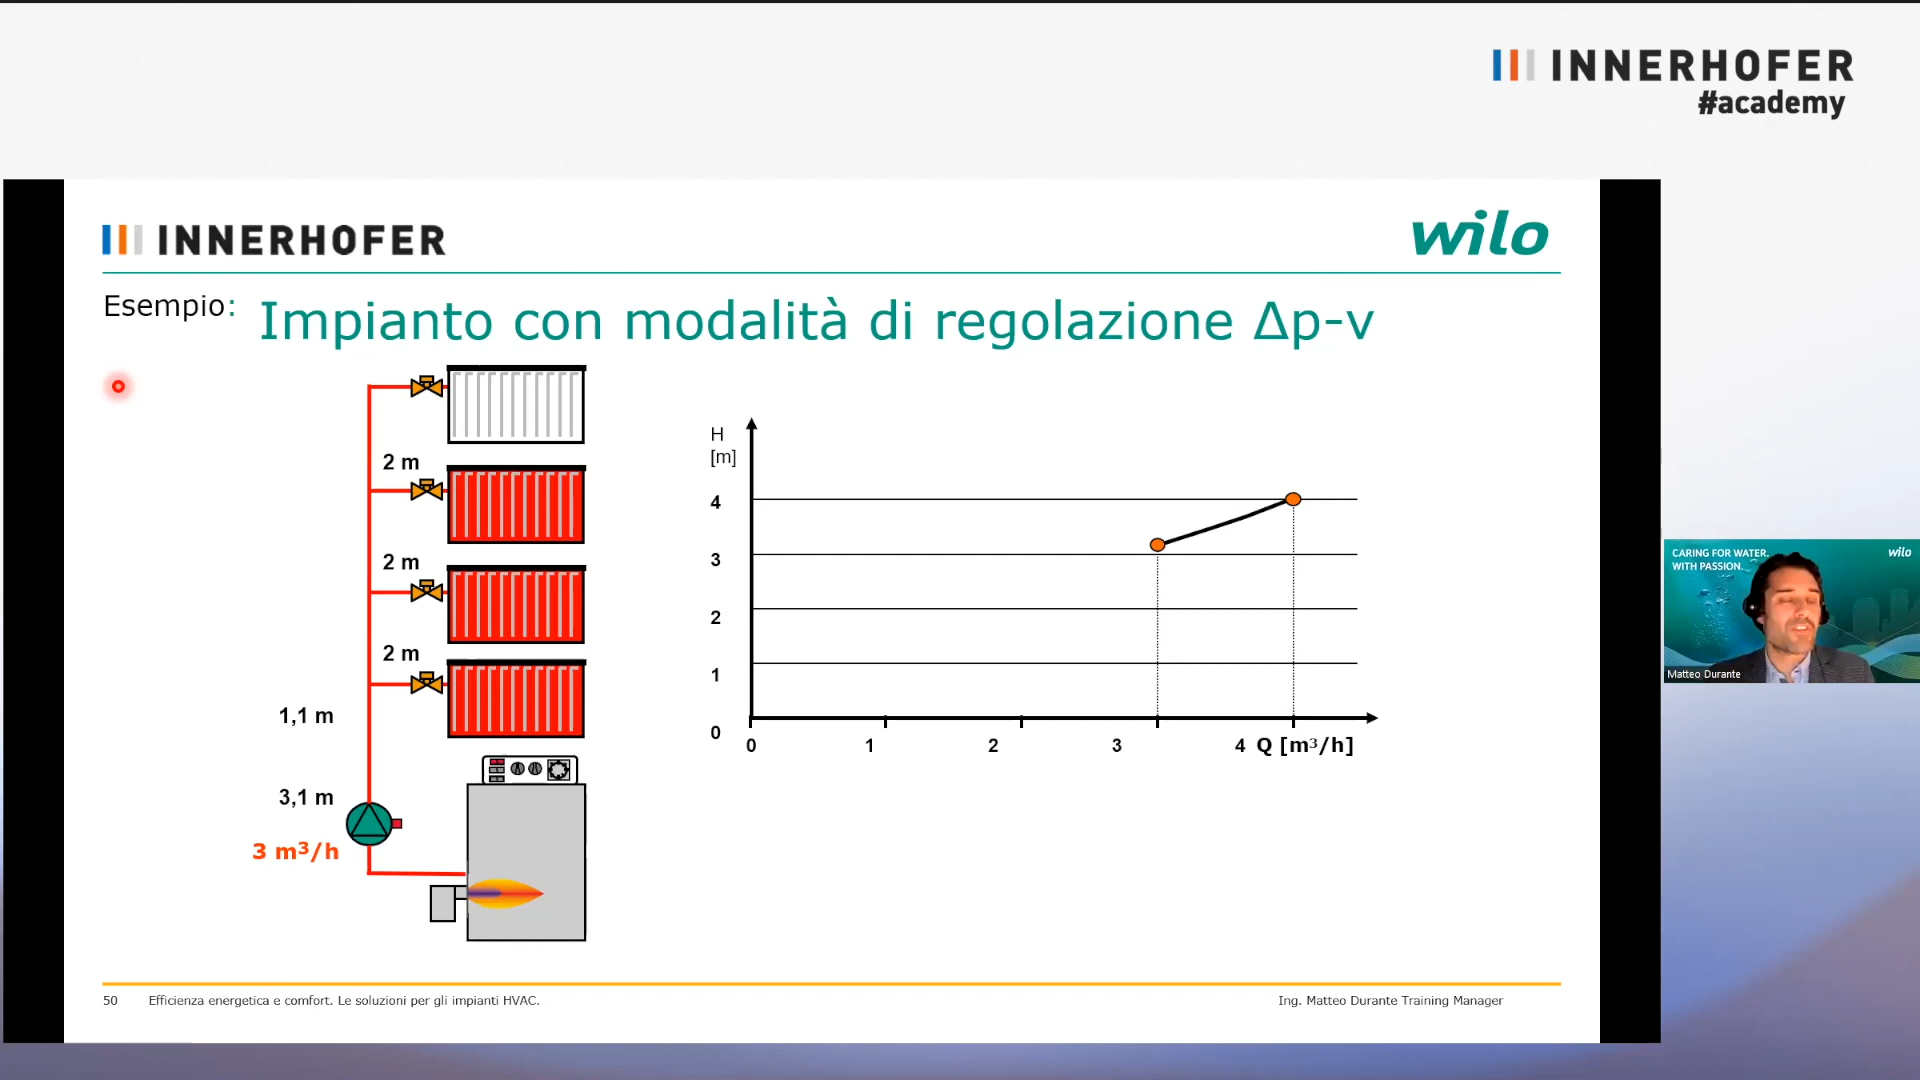 INNERHOFER
#academy
INNERHOFER
wilo
Esempio: Impianto con modalità di regolazione Δp-v
2 m
2 m
2 m
1,1 m
3,1 m
3 m³/h
H
[m]
4
3
2
1
0
0 1 2 3 4 Q [m³/h]
CARING FOR WATER.
WITH PASSION.
wilo
Matteo Durante
50 Efficienza energetica e comfort. Le soluzioni per gli impianti HVAC. Ing. Matteo Durante Training Manager